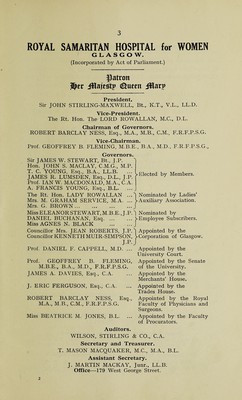 3
ROYAL SAMARITAN HOSPITAL for WOMEN
GLASGOW.
(Incorporated by Act of Parliament.)
Patron
Her Majesty Queen Mary
President.
Sir JOHN STIRLING-MAXWELL, Bt., K.T., V.L., LL.D.
Vice-President.
The Rt. Hon. The LORD ROWALLAN, M.C., D.L.
Chairman of Governors.
ROBERT BARCLAY NESS, Esq., M.A., M.B., C.M., F.R.F.P.S.G.
Vice-Chairman.
Prof. GEOFFREY B. FLEMING, M.B.E., B.A., M.D., F.R.F.P.S.G.,
Governors.
Sir JAMES W. STEWART, Bt., J.P.
Hon. JOHN S. MACLAY, C.M.G., M.P.
T. C. YOUNG, Esq., B.A., LL.B.
JAMES R. LUMSDEN, Esq., D.L., J.P.
Prof. IAN W. MACDONALD, M.A., C.A.
A. FRANCIS YOUNG, Esq., B.L.
Elected by Members.
The Rt. Hon. LADY ROWALLAN
Mrs. M. GRAHAM SERVICE, M.A.
Mrs. G. BROWN
Nominated by Ladies'
Auxiliary Association.
Miss ELEANOR STEWART, M.B.E., J.P.
DANIEL BUCHANAN, Esq.
Miss AGNES N. BLACK
Nominated by
Employee Subscribers.
Councillor Mrs. JEAN ROBERTS, J.P.
Councillor KENNETH MUIR-SIMPSON, J.P.
Appointed by the
Corporation of Glasgow.
Prof. DANIEL F. CAPPELL, M.D.
Appointed by the
University Court.
Prof. GEOFFREY B. FLEMING,
M.B.E., B.A., M.D., F.R.F.P.S.G.
Appointed by the Senate
of the University.
JAMES A. DAVIES, Esq., C.A.
Appointed by the
Merchants' House.
J. ERIC FERGUSON, Esq., C.A.
Appointed by the
Trades House.
ROBERT BARCLAY NESS, Esq.,
M.A., M.B., C.M., F.R.F.P.S.G.
Appointed by the Royal
Faculty of Physicians and
Surgeons.
Miss BEATRICE M. JONES, B.L.
Appointed by the Faculty
of Procurators.
Auditors.
WILSON, STIRLING & CO., C.A.
Secretary and Treasurer.
T. MASON MACQUAKER, M.C., M.A., B.L.
Assistant Secretary.
J. MARTIN MACKAY, Junr., LL.B.
Office—179 West George Street.
2